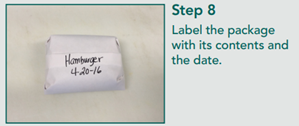 Step 8
Label the package
with its contents and
the date.
Hamburger
4-20-16